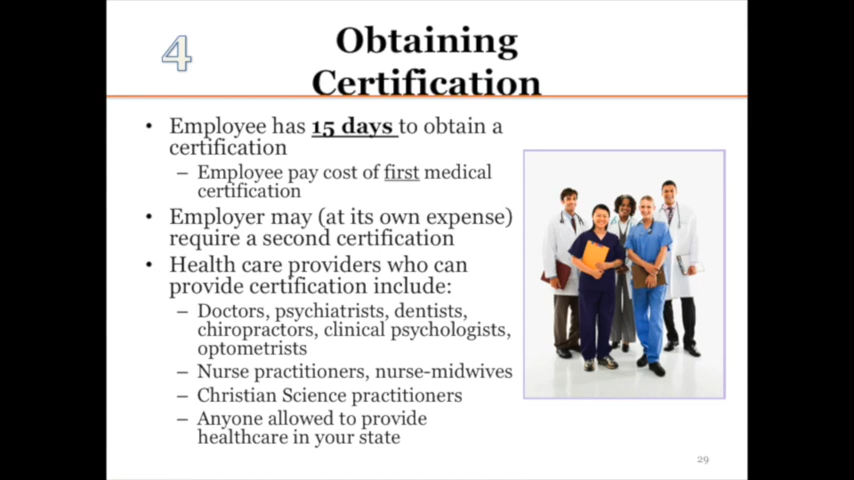 4
Obtaining
Certification
• Employee has 15 days to obtain a
certification
– Employee pay cost of first medical
certification
• Employer may (at its own expense)
require a second certification
• Health care providers who can
provide certification include:
– Doctors, psychiatrists, dentists,
chiropractors, clinical psychologists,
optometrists
– Nurse practitioners, nurse-midwives
– Christian Science practitioners
– Anyone allowed to provide
healthcare in your state
29